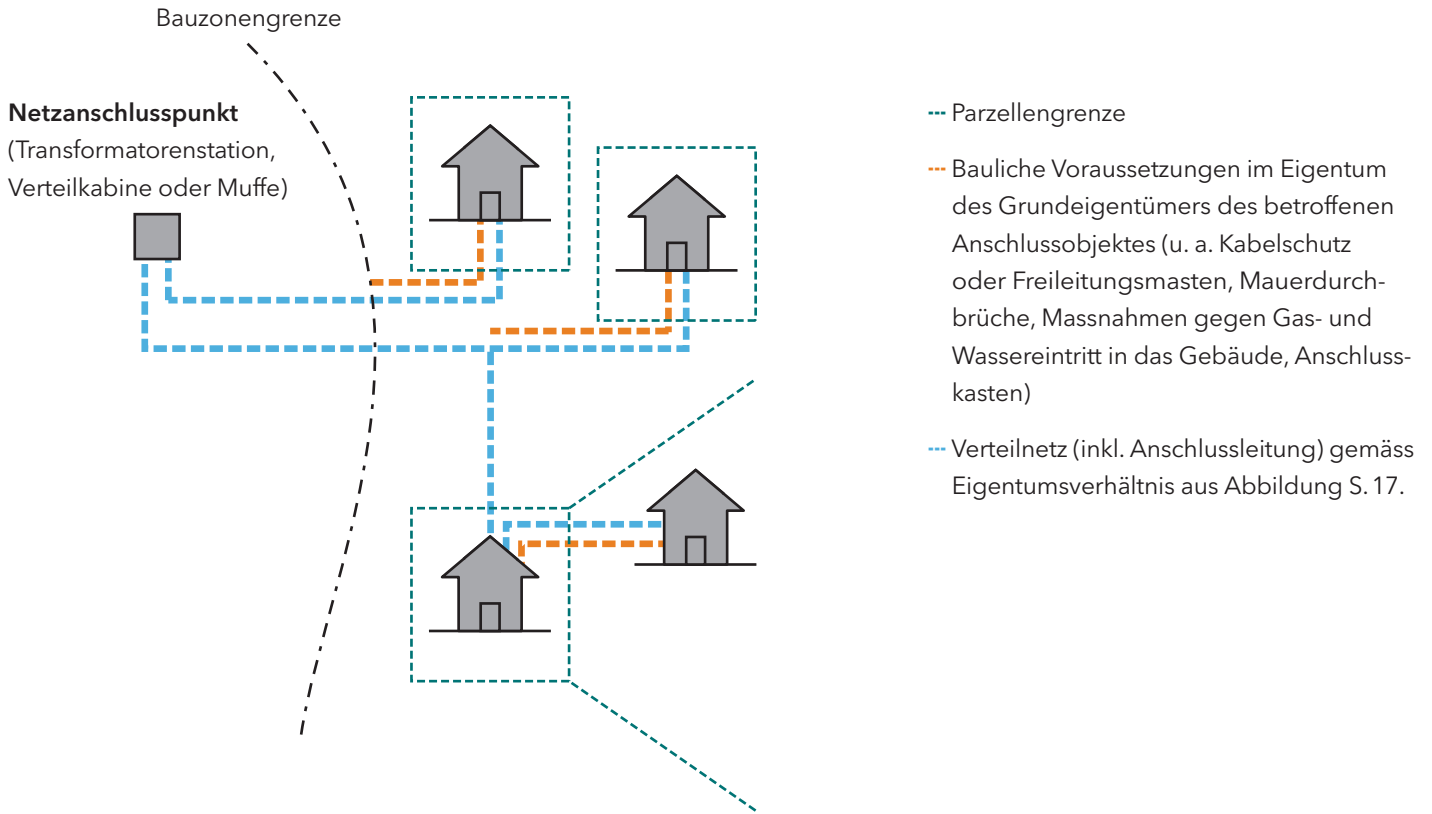 Bauzonengrenze
Netzanschlusspunkt
(Transformatorenstation,
Verteilkabine oder Muffe)
Parzellengrenze
Bauliche Voraussetzungen im Eigentum
des Grundeigentümers des betroffenen
Anschlussobjektes (u. a. Kabelschutz
oder Freileitungsmasten, Mauerdurch-
brüche, Massnahmen gegen Gas- und
Wassereintritt in das Gebäude, Anschluss-
kasten)
Verteilnetz (inkl. Anschlussleitung) gemäss
Eigentumsverhältnis aus Abbildung S. 17.